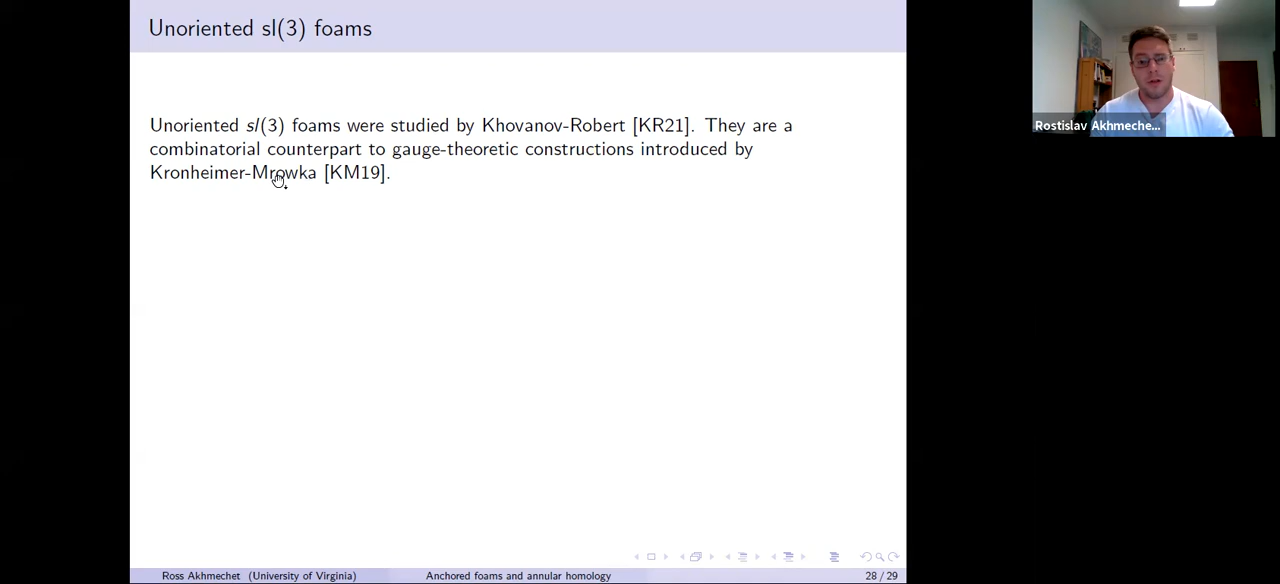 Unoriented sl(3) foams
Unoriented sl(3) foams were studied by Khovanov-Robert [KR21]. They are a
combinatorial counterpart to gauge-theoretic constructions introduced by
Kronheimer-Mrowka [KM19].
Rostislav Akhmeche...
Ross Akhmechet (University of Virginia) Anchored foams and annular homology 28 / 29